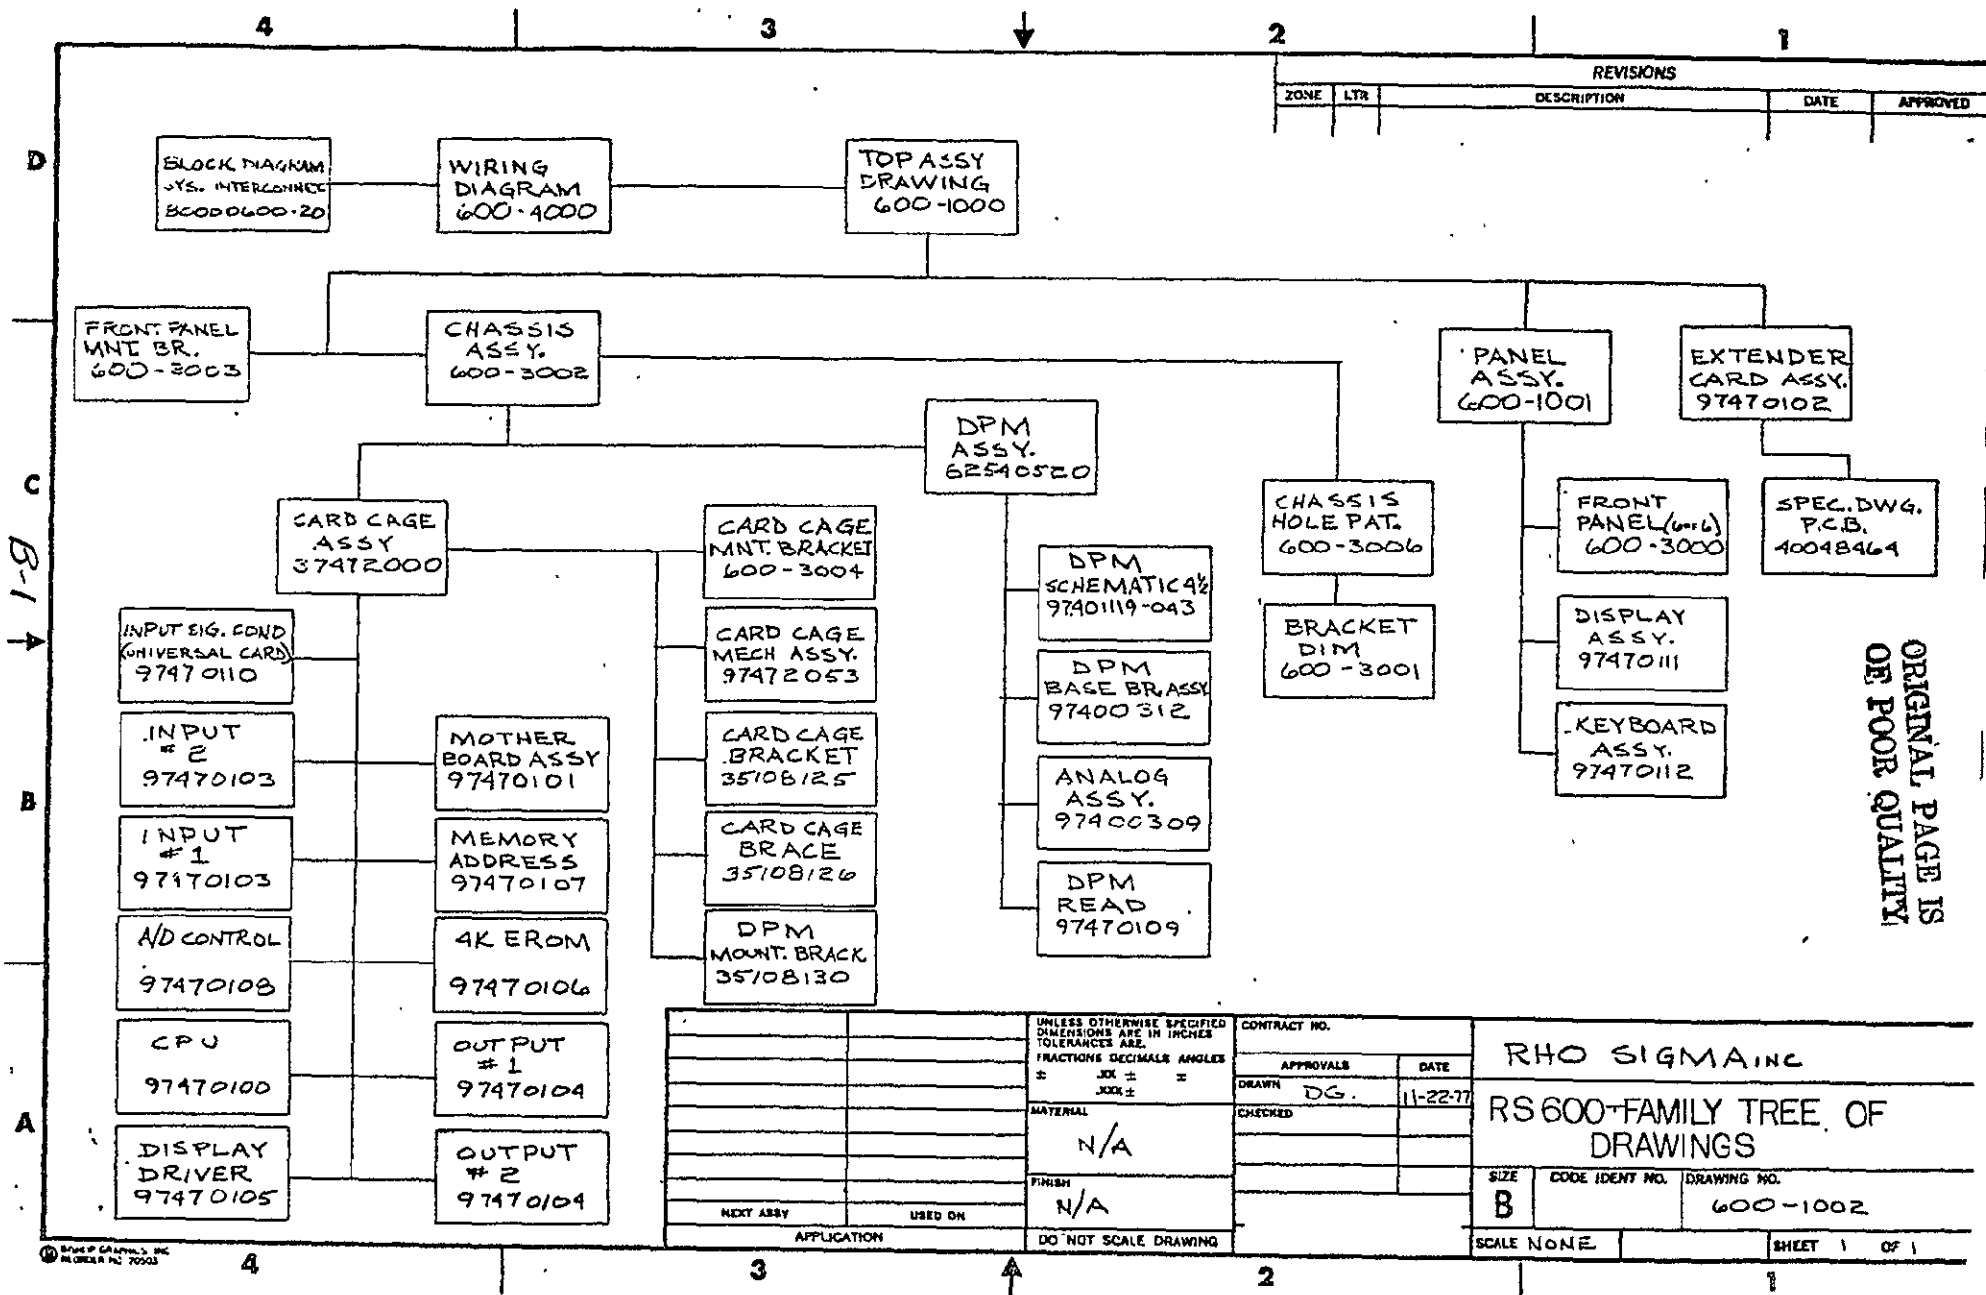 4 3 2 1
REVISIONS
ZONE LTR DESCRIPTION DATE APPROVED
D
BLOCK DIAGRAM
SYS. INTERCONNECT
WIRING
DIAGRAM
600-4000
TOP ASSY
DRAWING
600-1000
FRONT PANEL
MNT. BR.
600-3003
CHASSIS
ASSY.
600-3002
PANEL
ASSY.
600-1001
EXTENDER
CARD ASSY.
97470102
C
DPM
ASSY.
62540520
CARD CAGE
ASSY
37472000
CARD CAGE
MNT. BRACKET
600-3004
CHASSIS
HOLE PAT.
600-3006
FRONT
PANEL (6 of 6)
600-3000
SPEC. DWG.
P.C.B.
40048464
B-1
DPM
SCHEMATIC 4½
97401119-043
INPUT SIG. COND
(UNIVERSAL CARD)
97470110
CARD CAGE
MECH ASSY.
97472053
BRACKET
DIM
600-3001
DISPLAY
ASSY.
97470111
DPM
BASE BR. ASSY
97400312
INPUT
# 2
97470103
MOTHER
BOARD ASSY
97470101
CARD CAGE
BRACKET
35108125
KEYBOARD
ASSY.
97470112
ORIGINAL PAGE IS
OF POOR QUALITY
B
ANALOG
ASSY.
97400309
INPUT
# 1
97470103
MEMORY
ADDRESS
97470107
CARD CAGE
BRACE
35108126
DPM
READ
97470109
A/D CONTROL
97470108
4K EROM
97470106
DPM
MOUNT. BRACK
35108130
CPU
97470100
OUTPUT
# 1
97470104
A
DISPLAY
DRIVER
97470105
OUTPUT
# 2
97470104
NEXT ASSY USED ON
APPLICATION
UNLESS OTHERWISE SPECIFIED
DIMENSIONS ARE IN INCHES
TOLERANCES ARE.
FRACTIONS DECIMALS ANGLES
± .XX ± ±
.XXX ±
MATERIAL
N/A
FINISH
N/A
DO NOT SCALE DRAWING
CONTRACT NO.
APPROVALS DATE
DRAWN DG. 11-22-77
CHECKED
RHO SIGMA INC
RS600-FAMILY TREE OF
DRAWINGS
SIZE CODE IDENT NO. DRAWING NO.
B 600-1002
SCALE NONE SHEET 1 OF 1
4 3 2 1